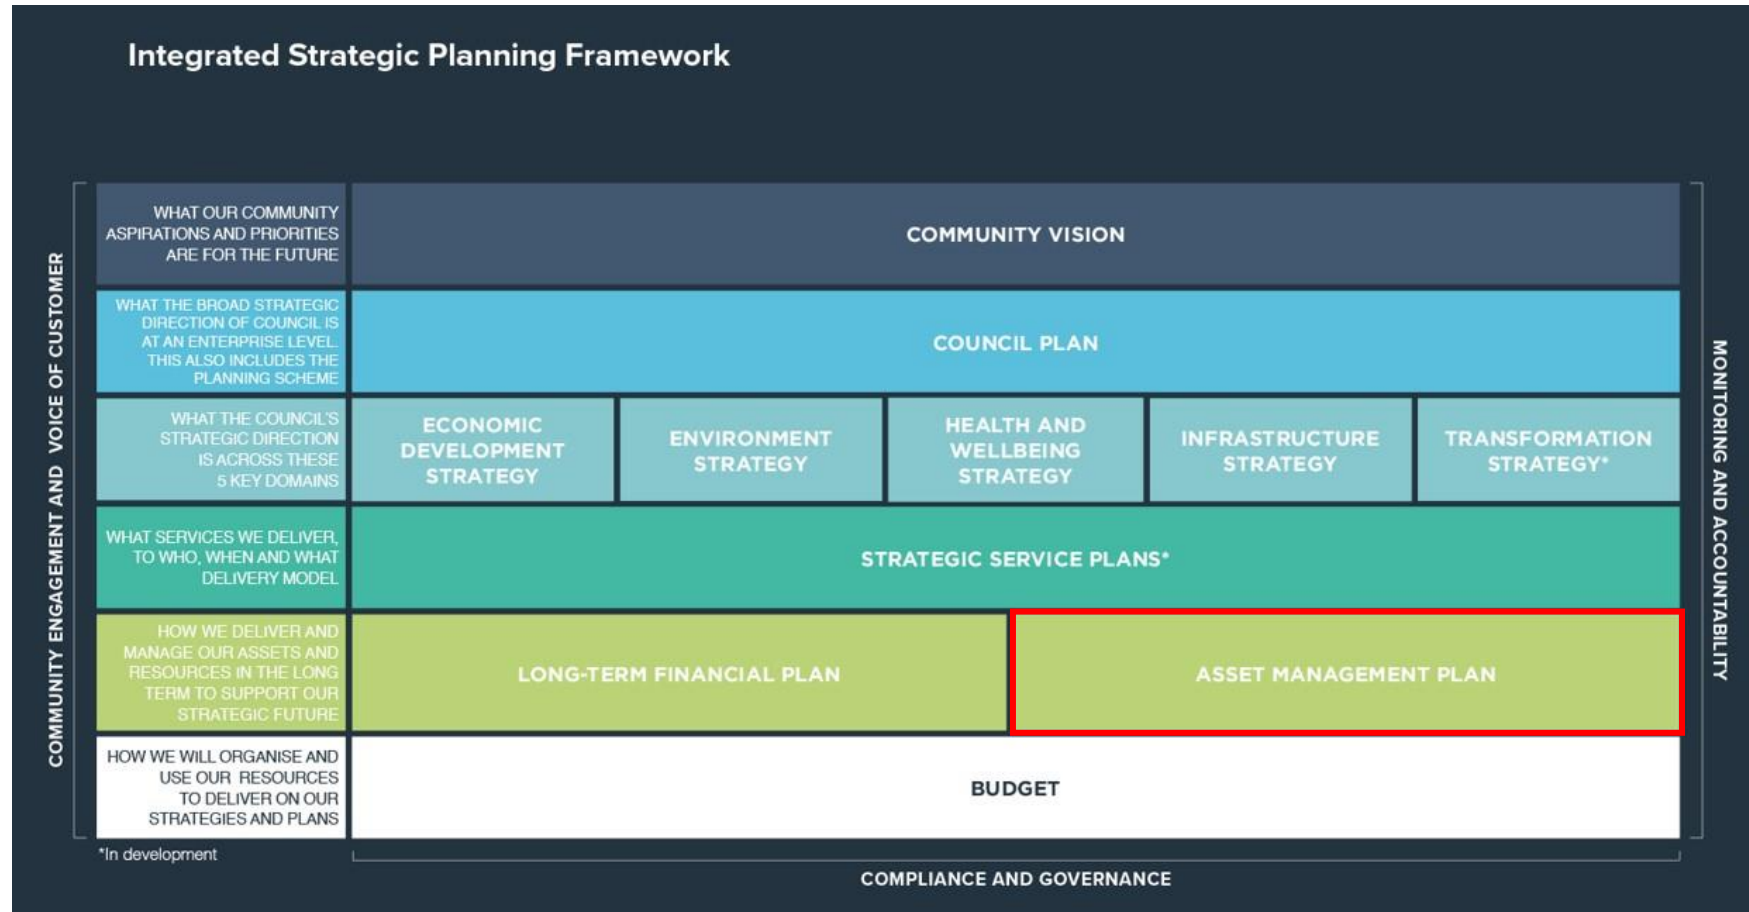 Integrated Strategic Planning Framework
COMMUNITY ENGAGEMENT AND VOICE OF CUSTOMER
WHAT OUR COMMUNITY
ASPIRATIONS AND PRIORITIES
ARE FOR THE FUTURE
COMMUNITY VISION
WHAT THE BROAD STRATEGIC
DIRECTION OF COUNCIL IS
AT AN ENTERPRISE LEVEL.
THIS ALSO INCLUDES THE
PLANNING SCHEME
COUNCIL PLAN
WHAT THE COUNCIL'S
STRATEGIC DIRECTION
IS ACROSS THESE
5 KEY DOMAINS
ECONOMIC
DEVELOPMENT
STRATEGY
ENVIRONMENT
STRATEGY
HEALTH AND
WELLBEING
STRATEGY
INFRASTRUCTURE
STRATEGY
TRANSFORMATION
STRATEGY*
WHAT SERVICES WE DELIVER,
TO WHO, WHEN AND WHAT
DELIVERY MODEL
STRATEGIC SERVICE PLANS*
HOW WE DELIVER AND
MANAGE OUR ASSETS AND
RESOURCES IN THE LONG
TERM TO SUPPORT OUR
STRATEGIC FUTURE
LONG-TERM FINANCIAL PLAN
ASSET MANAGEMENT PLAN
HOW WE WILL ORGANISE AND
USE OUR RESOURCES
TO DELIVER ON OUR
STRATEGIES AND PLANS
BUDGET
MONITORING AND ACCOUNTABILITY
*In development
COMPLIANCE AND GOVERNANCE